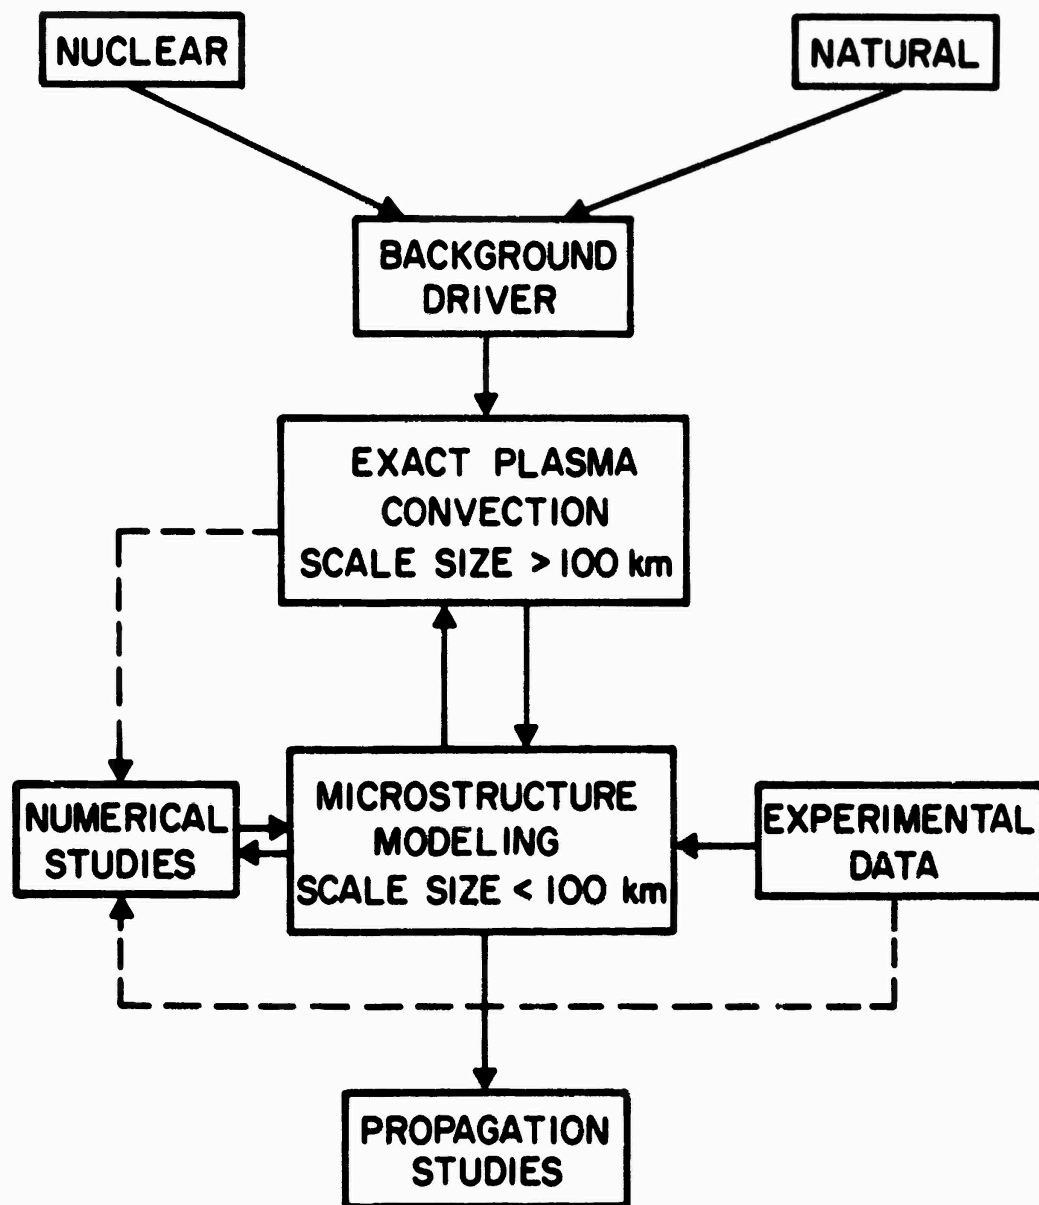 NUCLEAR
NATURAL
BACKGROUND
DRIVER
EXACT PLASMA
CONVECTION
SCALE SIZE > 100 km
NUMERICAL
STUDIES
MICROSTRUCTURE
MODELING
SCALE SIZE < 100 km
EXPERIMENTAL
DATA
PROPAGATION
STUDIES